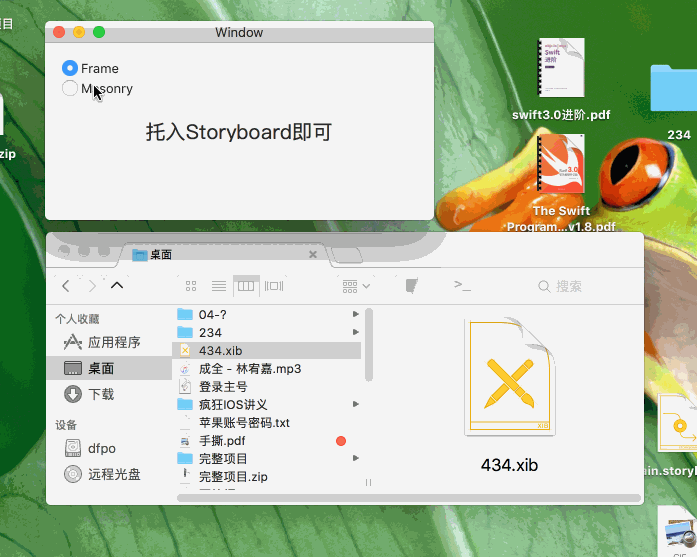 项目
Window
Frame
Masonry
托入Storyboard即可
zip
swift3.0进阶.pdf
234
The Swift
Program...v1.8.pdf
桌面
搜索
个人收藏
应用程序
桌面
下载
设备
dfpo
远程光盘
04-?
234
434.xib
成全 - 林宥嘉.mp3
登录主号
疯狂IOS讲义
苹果账号密码.txt
手撕.pdf
完整项目
完整项目.zip
XIB
434.xib
in.storyl